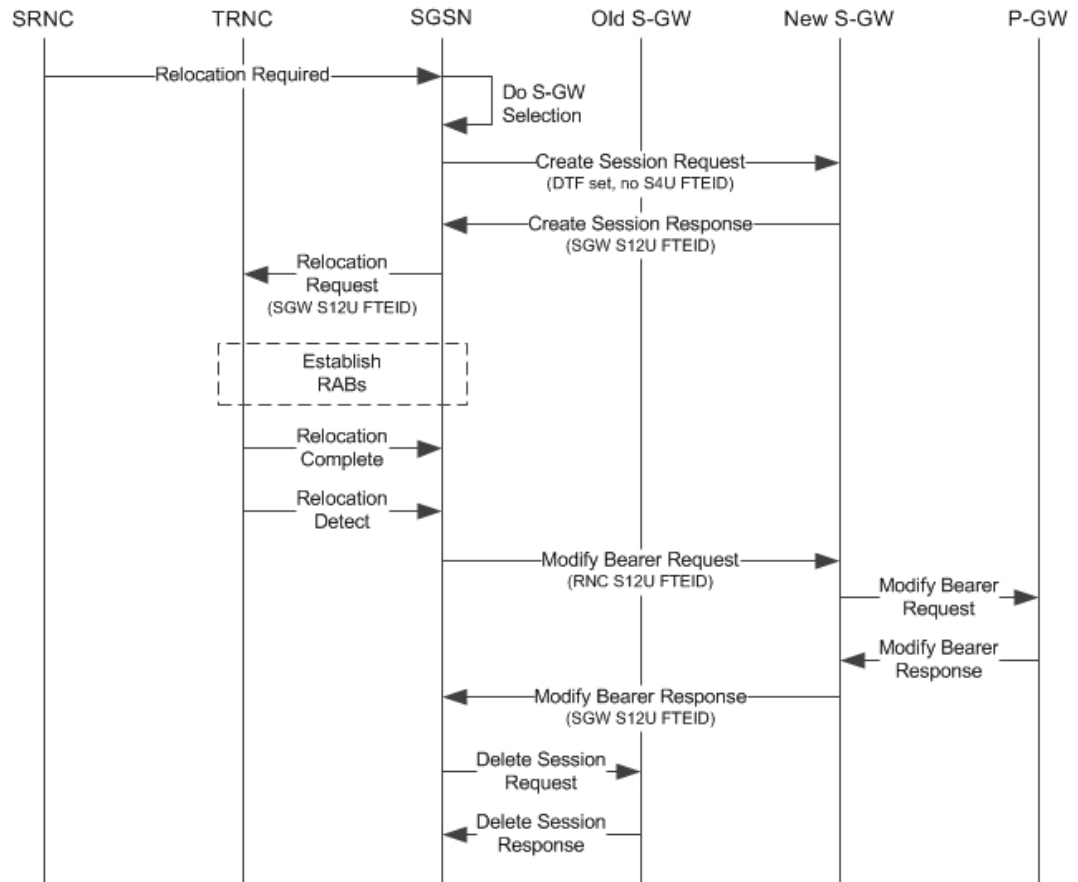 SRNC TRNC SGSN Old S-GW New S-GW P-GW
Relocation Required
Do S-GW
Selection
Create Session Request
(DTF set, no S4U FTEID)
Create Session Response
(SGW S12U FTEID)
Relocation
Request
(SGW S12U FTEID)
Establish
RABs
Relocation
Complete
Relocation
Detect
Modify Bearer Request
(RNC S12U FTEID)
Modify Bearer
Request
Modify Bearer
Response
Modify Bearer Response
(SGW S12U FTEID)
Delete Session
Request
Delete Session
Response